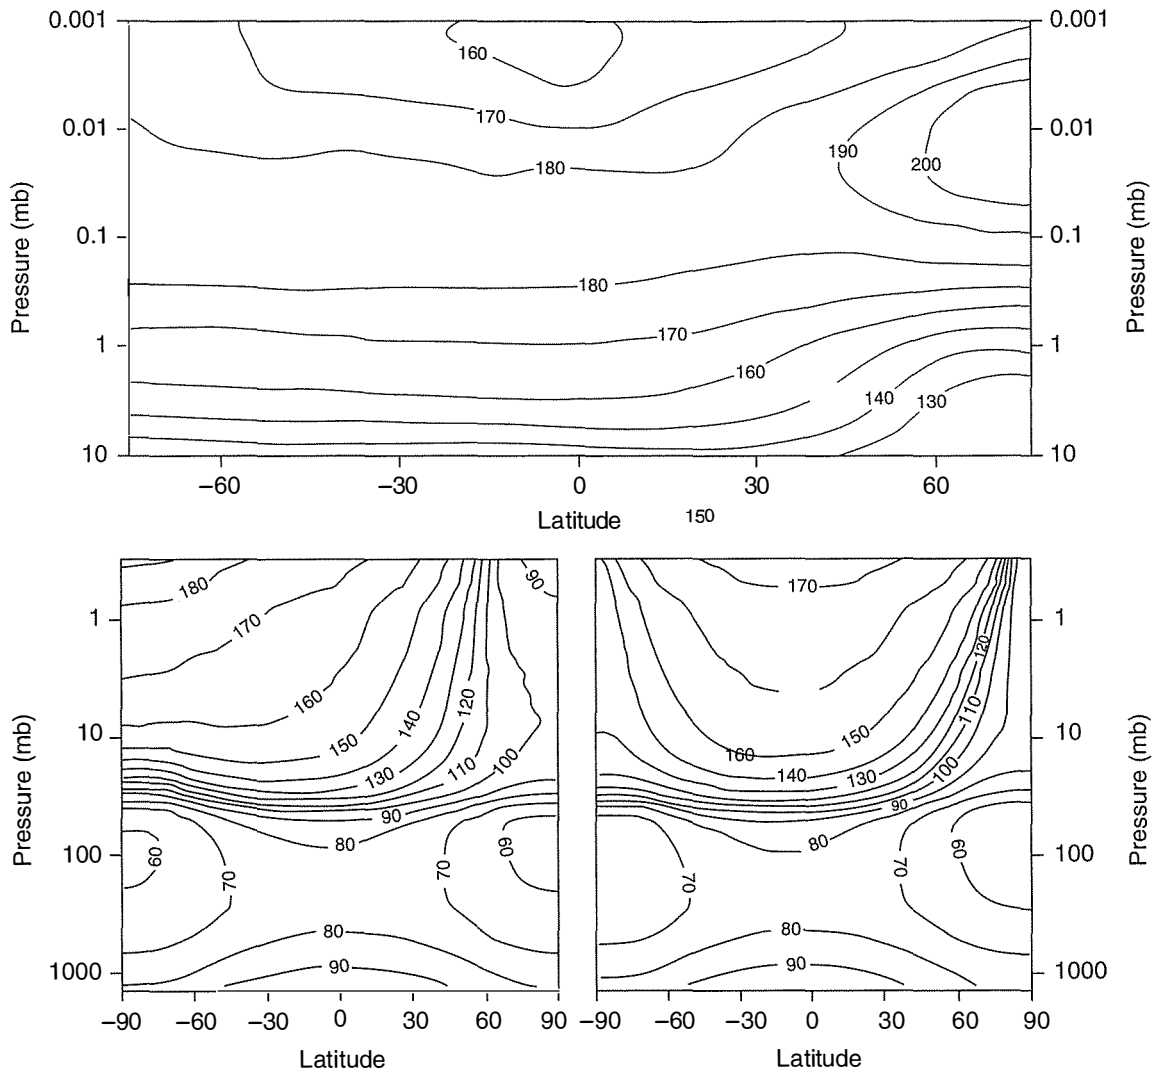 0.001 0.001
160
170
0.01 0.01
190
180 200
Pressure (mb) Pressure (mb)
0.1 0.1
180
170
1 1
160
140 130
10 10
–60 –30 0 30 60
Latitude 150
180 90 170
1 1
170
120
160
120 140 110
Pressure (mb) Pressure (mb)
10 150 150 10
160
130 110 100 140 130 100
90 90
80 80
100 60 60 60 100
70 70 70 70
80 80
90 90
1000 1000
–90 –60 –30 0 30 60 90 –90 –60 –30 0 30 60 90
Latitude Latitude